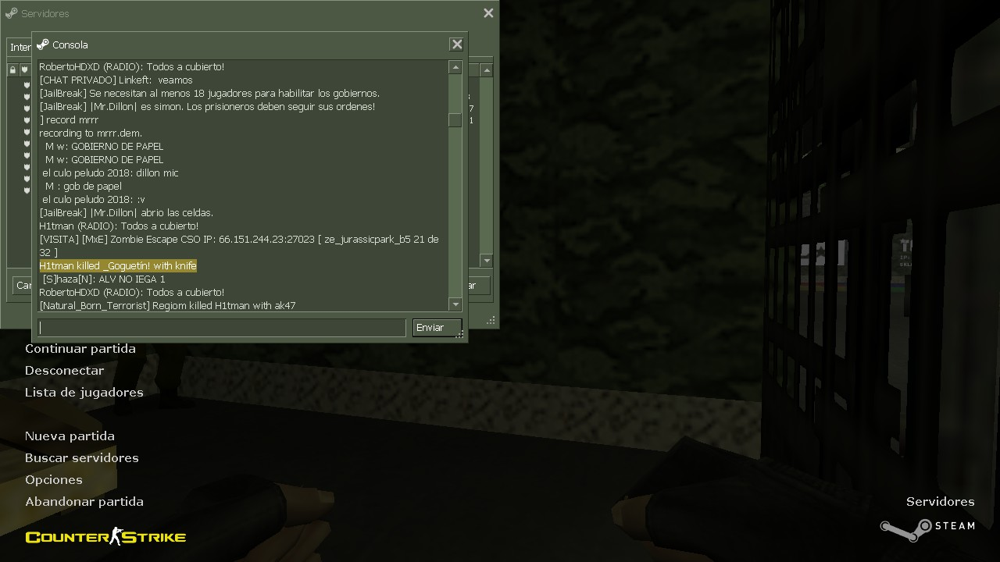 Servidores
Inter
Consola
RobertoHDXD (RADIO): Todos a cubierto!
[CHAT PRIVADO] Linkeft:  veamos
[JailBreak] Se necesitan al menos 18 jugadores para habilitar los gobiernos.
[JailBreak] |Mr.Dillon| es simon. Los prisioneros deben seguir sus ordenes!
] record mrrr
recording to mrrr.dem.
M w: GOBIERNO DE PAPEL
M w: GOBIERNO DE PAPEL
el culo peludo 2018: dillon mic
M : gob de papel
el culo peludo 2018: :v
[JailBreak] |Mr.Dillon| abrio las celdas.
H1tman (RADIO): Todos a cubierto!
[VISITA] [MxE] Zombie Escape CSO IP: 66.151.244.23:27023 [ ze_jurassicpark_b5 21 de
32 ]
H1tman killed _Goguetín! with knife
[S]haza[N]: ALV NO lEGA 1
RobertoHDXD (RADIO): Todos a cubierto!
[Natural_Born_Terrorist] Regiom killed H1tman with ak47
7
1
Car
ar
Enviar
Continuar partida
Desconectar
Lista de jugadores
Nueva partida
Buscar servidores
Opciones
Abandonar partida
Servidores
COUNTER STRIKE
STEAM